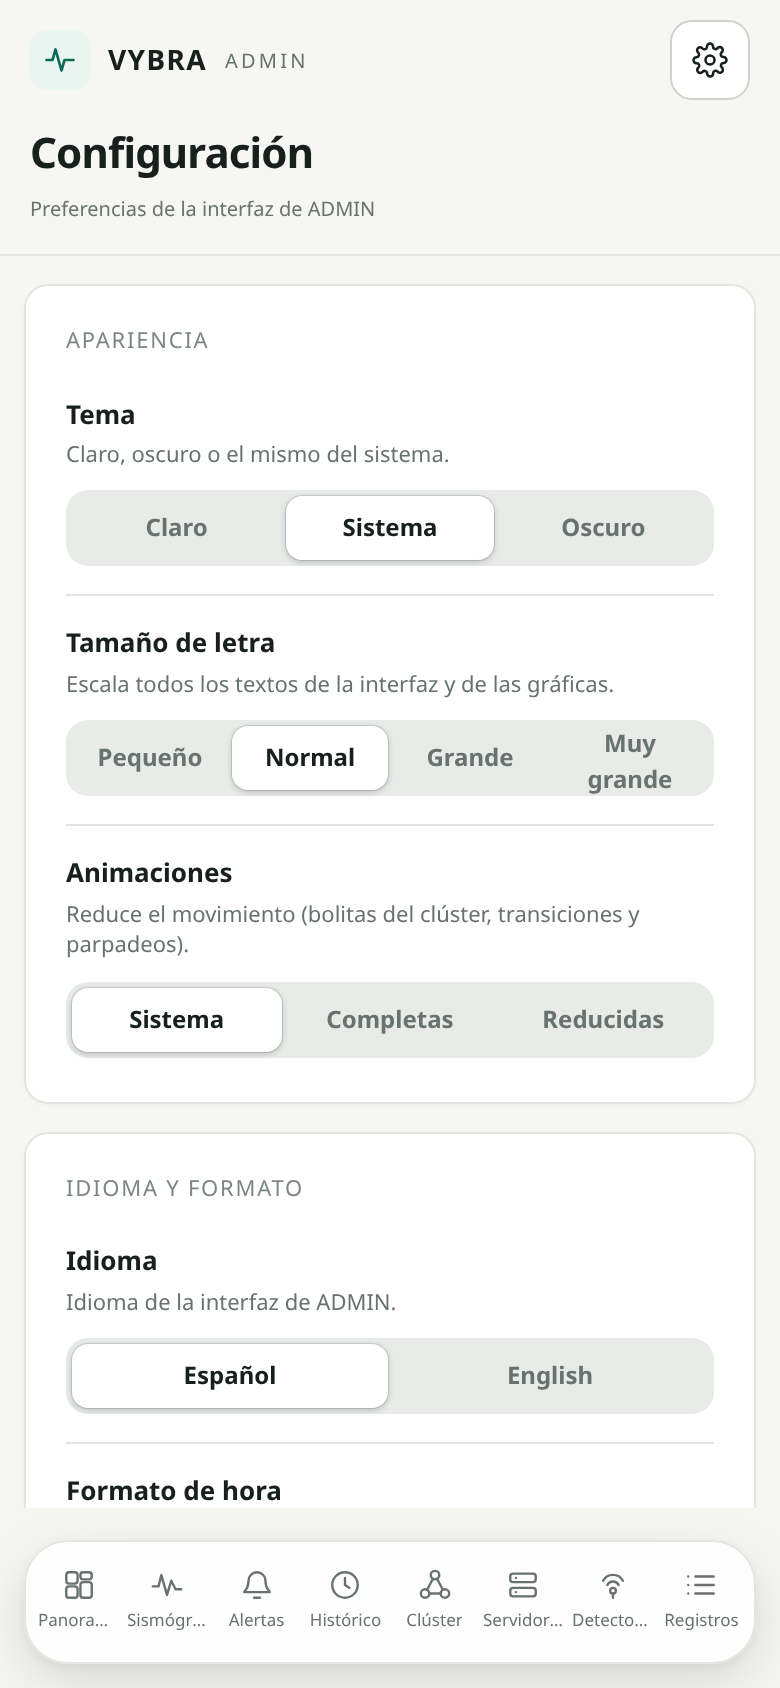 VYBRA ADMIN
Configuración
Preferencias de la interfaz de ADMIN
APARIENCIA
Tema
Claro, oscuro o el mismo del sistema.
Claro Sistema Oscuro
Tamaño de letra
Escala todos los textos de la interfaz y de las gráficas.
Pequeño Normal Grande Muy grande
Animaciones
Reduce el movimiento (bolitas del clúster, transiciones y
parpadeos).
Sistema Completas Reducidas
IDIOMA Y FORMATO
Idioma
Idioma de la interfaz de ADMIN.
Español English
Formato de hora
Panora... Sismógr... Alertas Histórico Clúster Servidor... Detecto... Registros